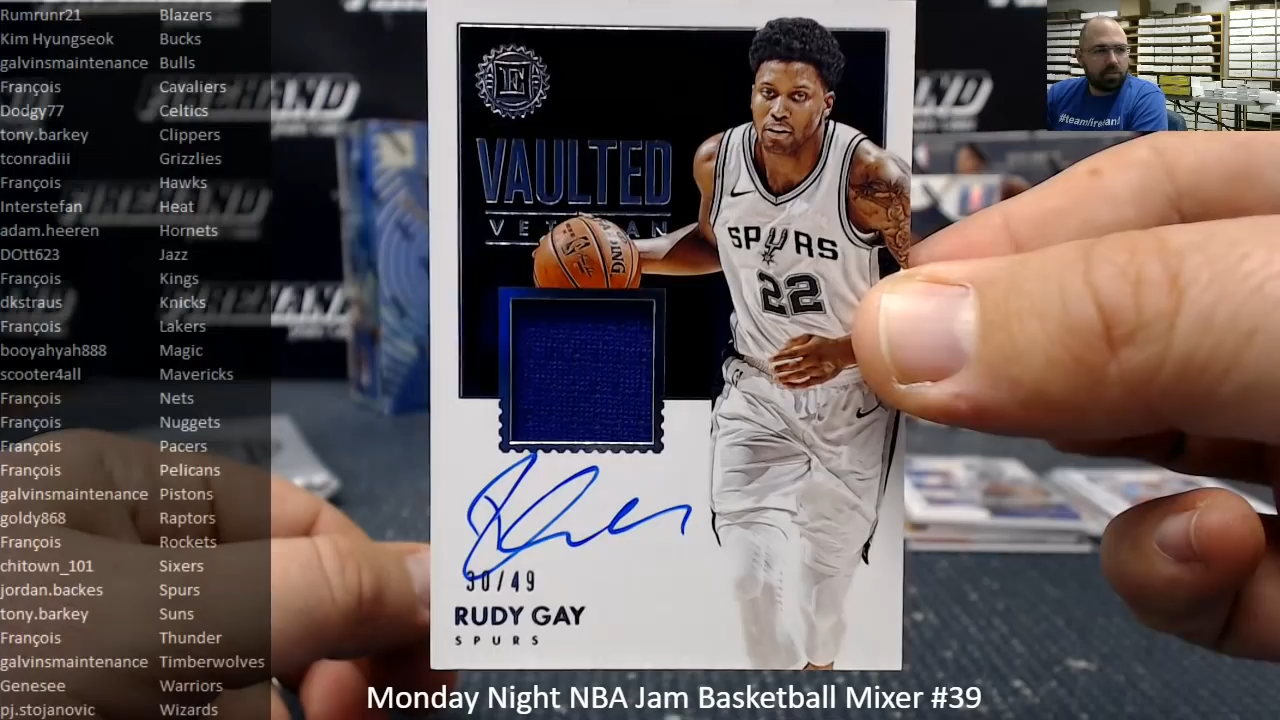 Rumrunr21 Blazers
Kim Hyungseok Bucks
galvinsmaintenance Bulls
François Cavaliers
Dodgy77 Celtics
tony.barkey Clippers
tconradiii Grizzlies
François Hawks
Interstefan Heat
adam.heeren Hornets
DOtt623 Jazz
François Kings
dkstraus Knicks
François Lakers
booyahyah888 Magic
scooter4all Mavericks
François Nets
François Nuggets
François Pacers
François Pelicans
galvinsmaintenance Pistons
goldy868 Raptors
François Rockets
chitown_101 Sixers
jordan.backes Spurs
tony.barkey Suns
François Thunder
galvinsmaintenance Timberwolves
Genesee Warriors
pj.stojanovic Wizards
E
VAULTED
SPURS
22
30/49
RUDY GAY
SPURS
#teamfireland
Monday Night NBA Jam Basketball Mixer #39